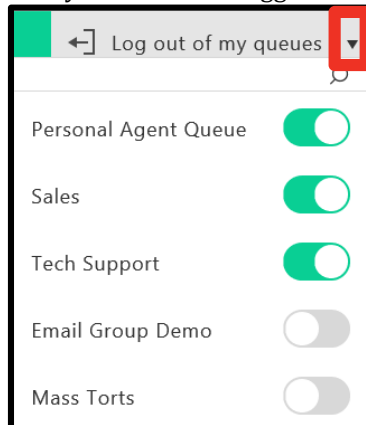 Log out of my queues
Personal Agent Queue
Sales
Tech Support
Email Group Demo
Mass Torts